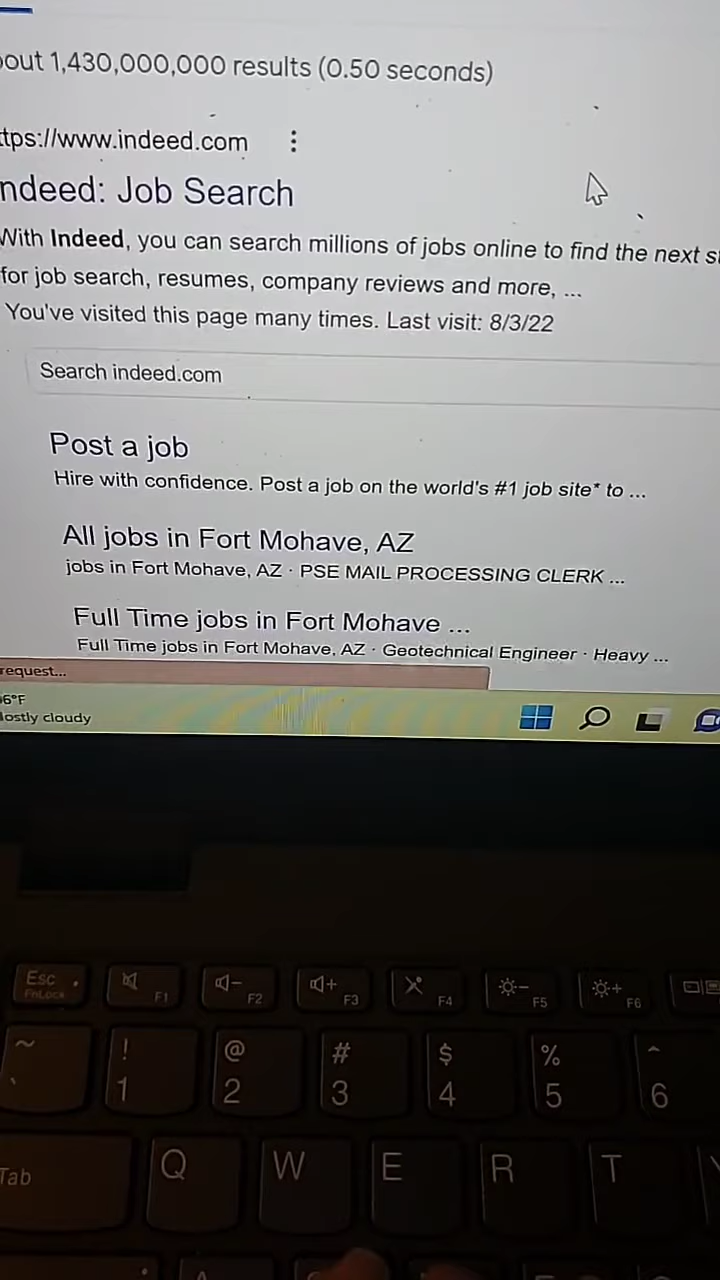 out 1,430,000,000 results (0.50 seconds)
ttps://www.indeed.com
ndeed: Job Search
With Indeed, you can search millions of jobs online to find the next s
for job search, resumes, company reviews and more, ...
You've visited this page many times. Last visit: 8/3/22
Search indeed.com
Post a job
Hire with confidence. Post a job on the world's #1 job site* to ...
All jobs in Fort Mohave, AZ
jobs in Fort Mohave, AZ · PSE MAIL PROCESSING CLERK ...
Full Time jobs in Fort Mohave ...
Full Time jobs in Fort Mohave, AZ · Geotechnical Engineer · Heavy ...
request...
6°F
ostly cloudy
Esc F1 F2 F3 F4 F5 F6
FnLock
~ ! @ # $ % ^
` 1 2 3 4 5 6
Tab Q W E R T